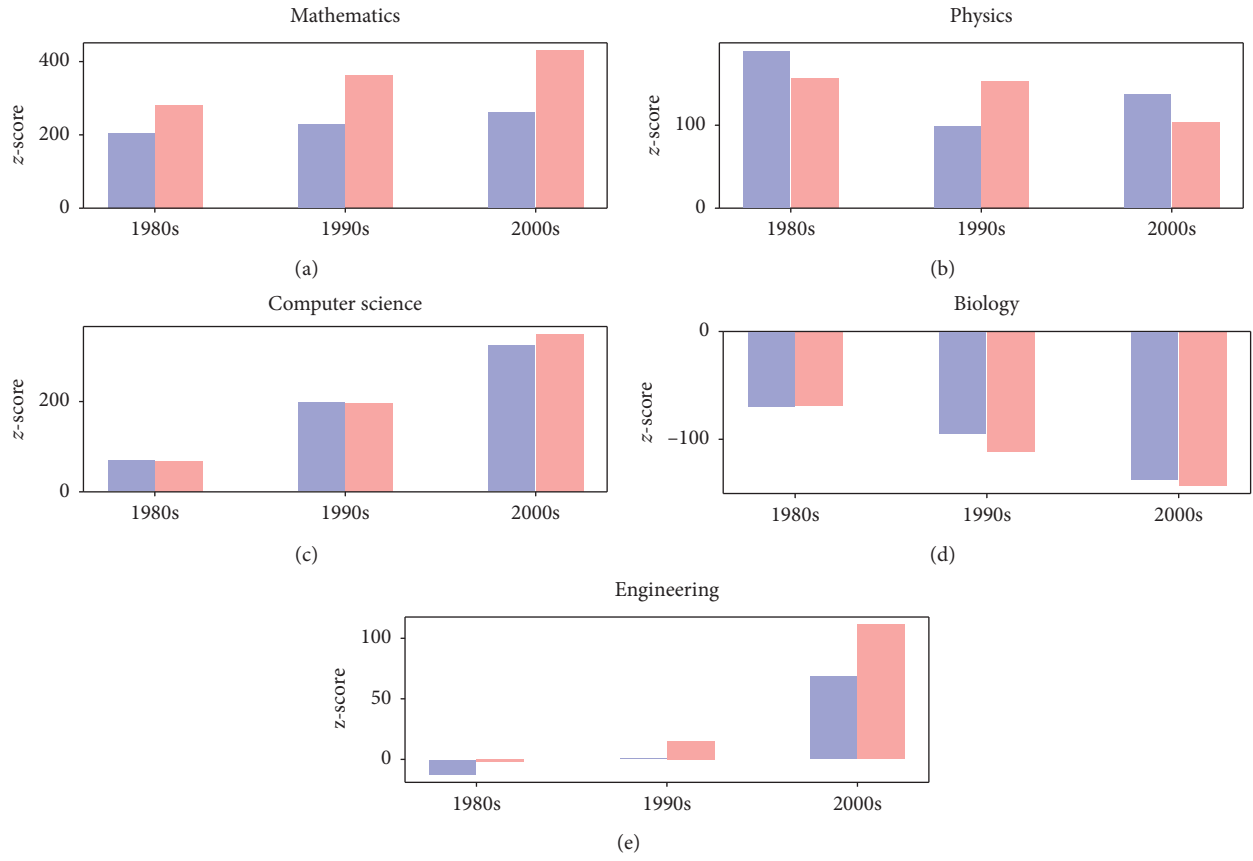 Mathematics
400
200
0
z-score
1980s
1990s
2000s
(a)
Physics
100
0
z-score
1980s
1990s
2000s
(b)
Computer science
200
0
z-score
1980s
1990s
2000s
(c)
Biology
0
−100
z-score
1980s
1990s
2000s
(d)
Engineering
100
50
0
z-score
1980s
1990s
2000s
(e)